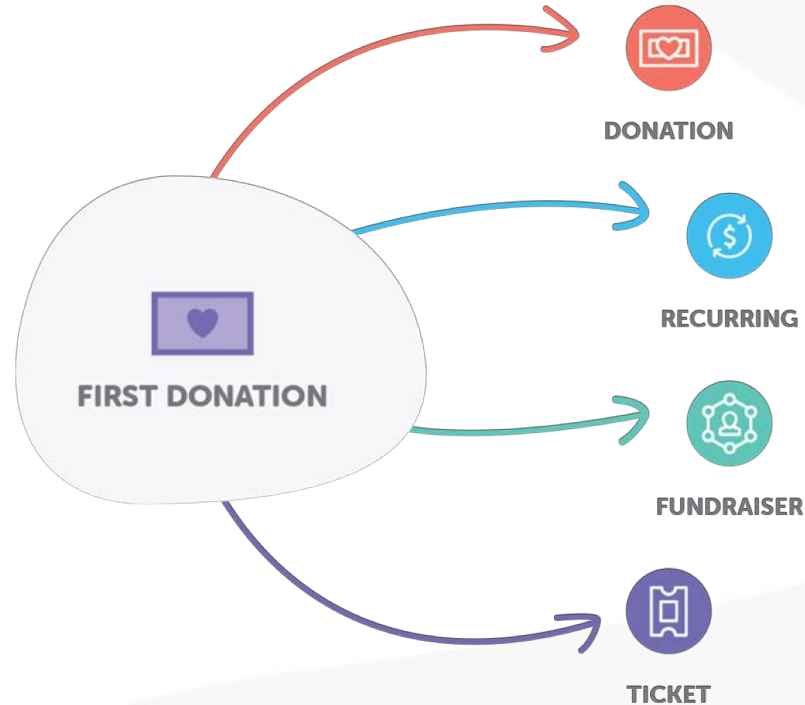 DONATION
RECURRING
FIRST DONATION
FUNDRAISER
TICKET